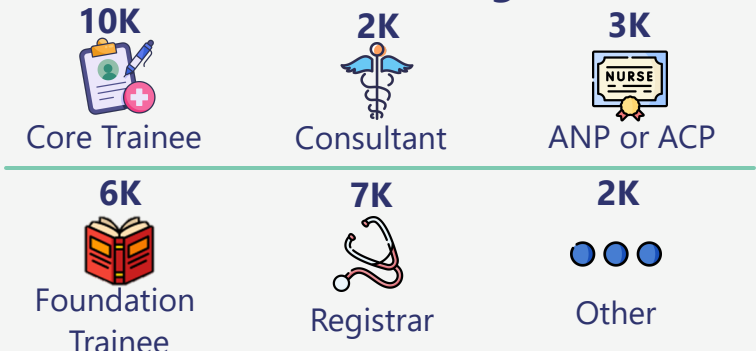 10K
2K
3K
NURSE
Core Trainee
Consultant
ANP or ACP
6K
7K
2K
Foundation
Trainee
Registrar
Other